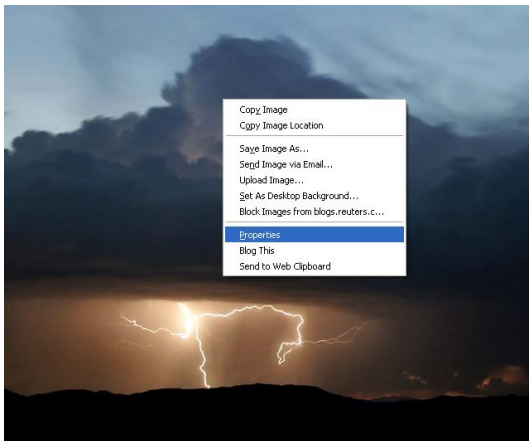 Copy Image
Copy Image Location
Save Image As...
Send Image via Email...
Upload Image...
Set As Desktop Background...
Block Images from blogs.reuters.c...
Properties
Blog This
Send to Web Clipboard